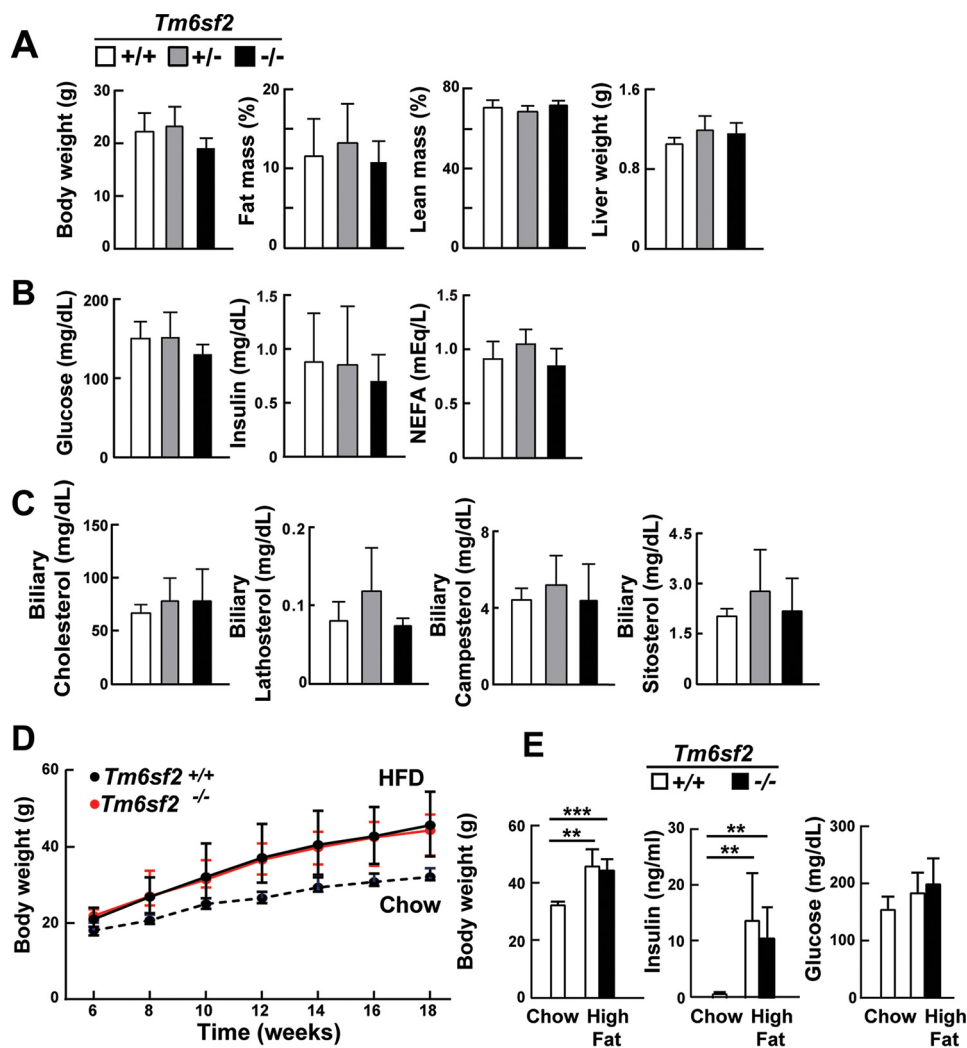 A
Tm6sf2
+/+ +/- -/-
Body weight (g)
30
20
10
0
Fat mass (%)
20
10
0
Lean mass (%)
80
40
0
Liver weight (g)
1.6
0.8
0
B
Glucose (mg/dL)
200
100
0
Insulin (mg/dL)
1.5
1.0
0.5
0
NEFA (mEq/L)
1.5
1.0
0.5
0
C
Biliary
Cholesterol (mg/dL)
150
100
50
0
Biliary
Lathosterol (mg/dL)
0.2
0.1
0
Biliary
Campesterol (mg/dL)
8
4
0
Biliary
Sitosterol (mg/dL)
4.5
3.0
1.5
0
D
Body weight (g)
60
40
20
0
Tm6sf2 +/+
Tm6sf2 -/-
HFD
Chow
6 8 10 12 14 16 18
Time (weeks)
E
Tm6sf2
+/+ -/-
Body weight (g)
60
40
20
0
***
**
Chow High
Fat
Insulin (ng/ml)
30
20
10
0
**
**
Chow High
Fat
Glucose (mg/dL)
300
200
100
0
Chow High
Fat